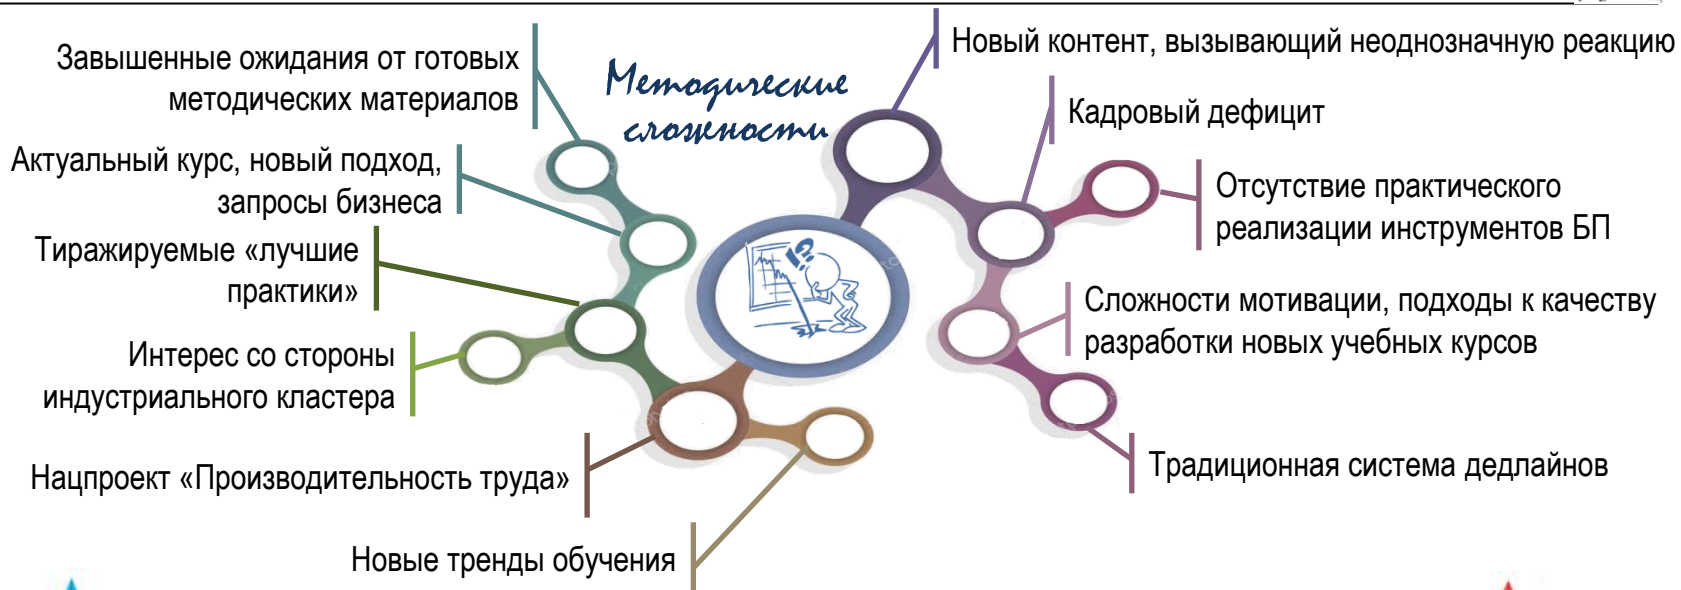 Методические
сложности
Завышенные ожидания от готовых
методических материалов
Актуальный курс, новый подход,
запросы бизнеса
Тиражируемые «лучшие
практики»
Интерес со стороны
индустриального кластера
Нацпроект «Производительность труда»
Новые тренды обучения
Новый контент, вызывающий неоднозначную реакцию
Кадровый дефицит
Отсутствие практического
реализации инструментов БП
Сложности мотивации, подходы к качеству
разработки новых учебных курсов
Традиционная система дедлайнов